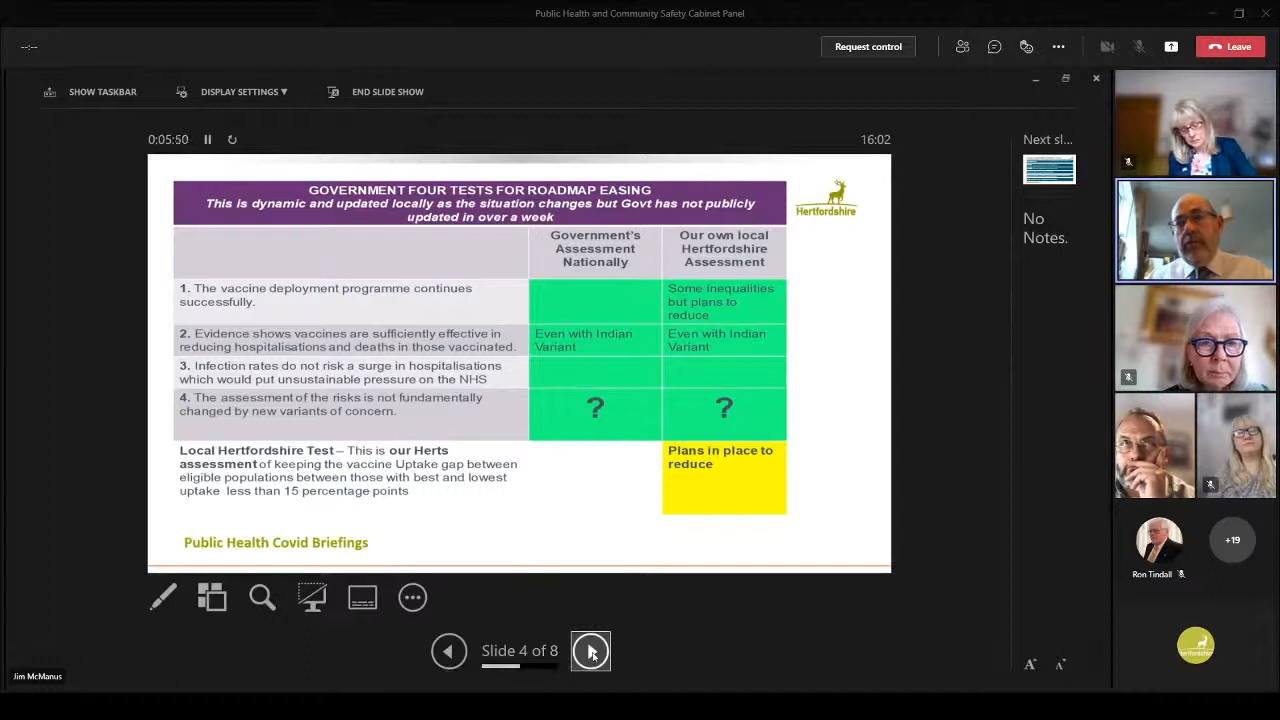 Public Health and Community Safety Cabinet Panel
--:--
Request control
Leave
SHOW TASKBAR
DISPLAY SETTINGS ▼
END SLIDE SHOW
0:05:50
16:02
Next sl...
No
Notes.
GOVERNMENT FOUR TESTS FOR ROADMAP EASING
This is dynamic and updated locally as the situation changes but Govt has not publicly
updated in over a week
Hertfordshire
Government's
Assessment
Nationally
Our own local
Hertfordshire
Assessment
1. The vaccine deployment programme continues
successfully.
Some inequalities
but plans to
reduce
2. Evidence shows vaccines are sufficiently effective in
reducing hospitalisations and deaths in those vaccinated.
Even with Indian
Variant
Even with Indian
Variant
3. Infection rates do not risk a surge in hospitalisations
which would put unsustainable pressure on the NHS
4. The assessment of the risks is not fundamentally
changed by new variants of concern.
?
?
Local Hertfordshire Test – This is our Herts
assessment of keeping the vaccine Uptake gap between
eligible populations between those with best and lowest
uptake less than 15 percentage points
Plans in place to
reduce
Public Health Covid Briefings
Slide 4 of 8
A A
Jim McManus
+19
Ron Tindall
Hertfordshire